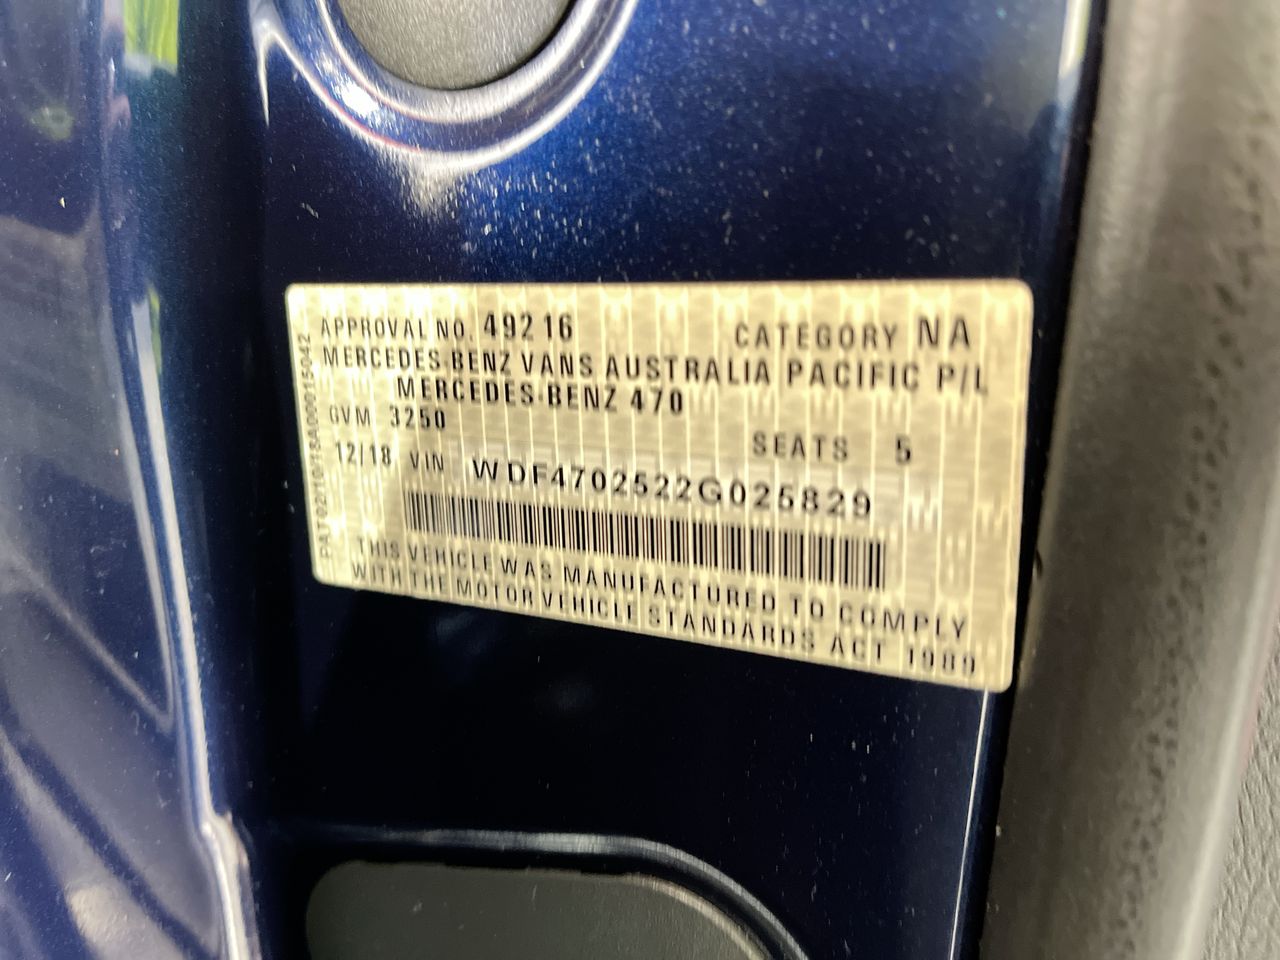 APPROVAL NO. 49216 CATEGORY NA
MERCEDES-BENZ VANS AUSTRALIA PACIFIC P/L
MERCEDES-BENZ 470
GVM 3250
SEATS 5
12/18 VIN WDF4702522G025829
THIS VEHICLE WAS MANUFACTURED TO COMPLY
WITH THE MOTOR VEHICLE STANDARDS ACT 1989